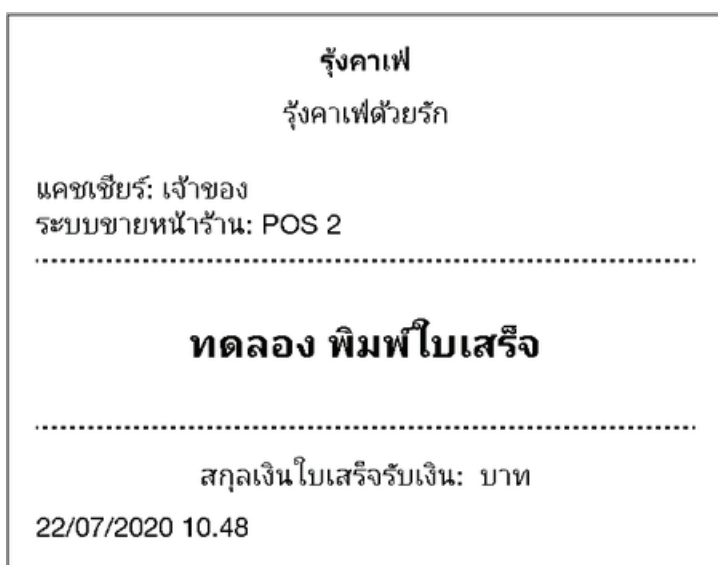 รุ้งคาเฟ่
รุ้งคาเฟ่ด้วยรัก
แคชเชียร์: เจ้าของ
ระบบขายหน้าร้าน: POS 2
ทดลอง พิมพ์ใบเสร็จ
สกุลเงินใบเสร็จรับเงิน: บาท
22/07/2020 10.48